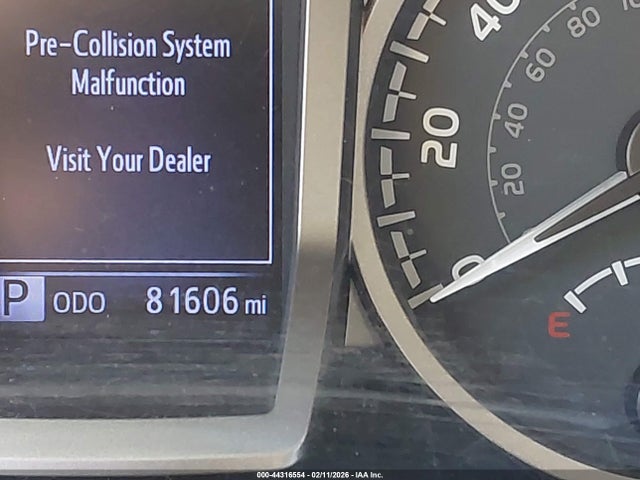 Pre-Collision System
Malfunction
Visit Your Dealer
P ODO 81606 mi
40
20
0
80
60
40
20
E
000-44316554 - 02/11/2026 - IAA Inc.